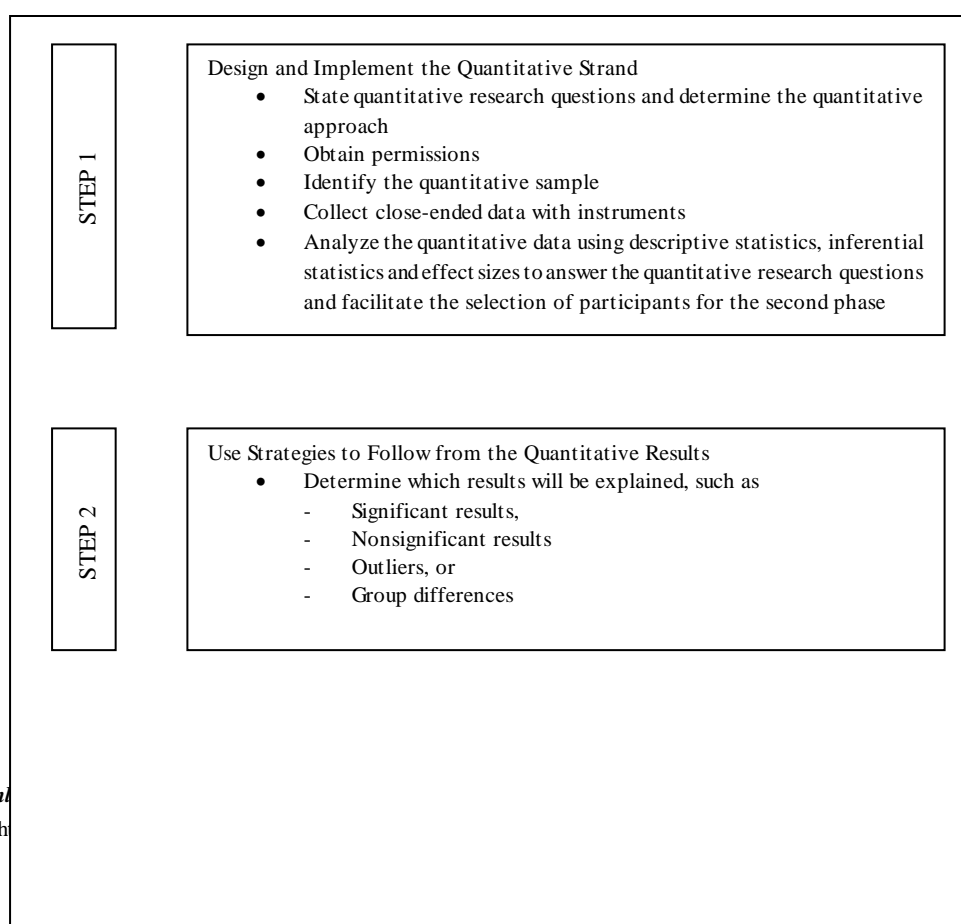 STEP 1
Design and Implement the Quantitative Strand
• State quantitative research questions and determine the quantitative
approach
• Obtain permissions
• Identify the quantitative sample
• Collect close-ended data with instruments
• Analyze the quantitative data using descriptive statistics, inferential
statistics and effect sizes to answer the quantitative research questions
and facilitate the selection of participants for the second phase
STEP 2
Use Strategies to Follow from the Quantitative Results
• Determine which results will be explained, such as
- Significant results,
- Nonsignificant results
- Outliers, or
- Group differences